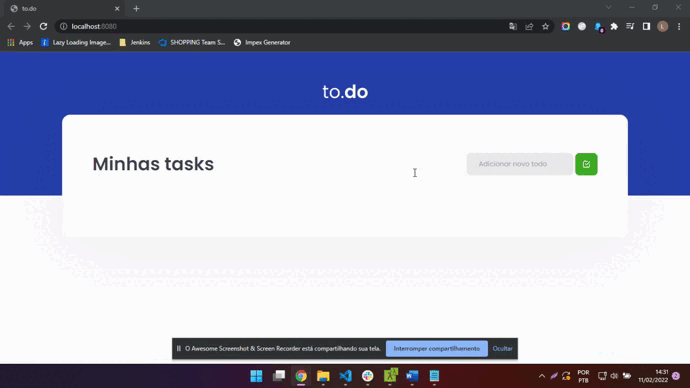 to.do
localhost:8080
L
Apps
Lazy Loading Image...
Jenkins
SHOPPING Team S...
Impex Generator
to.do
Minhas tasks
Adicionar novo todo
O Awesome Screenshot & Screen Recorder está compartilhando sua tela.
Interromper compartilhamento
Ocultar
POR
PTB
14:31
11/02/2022